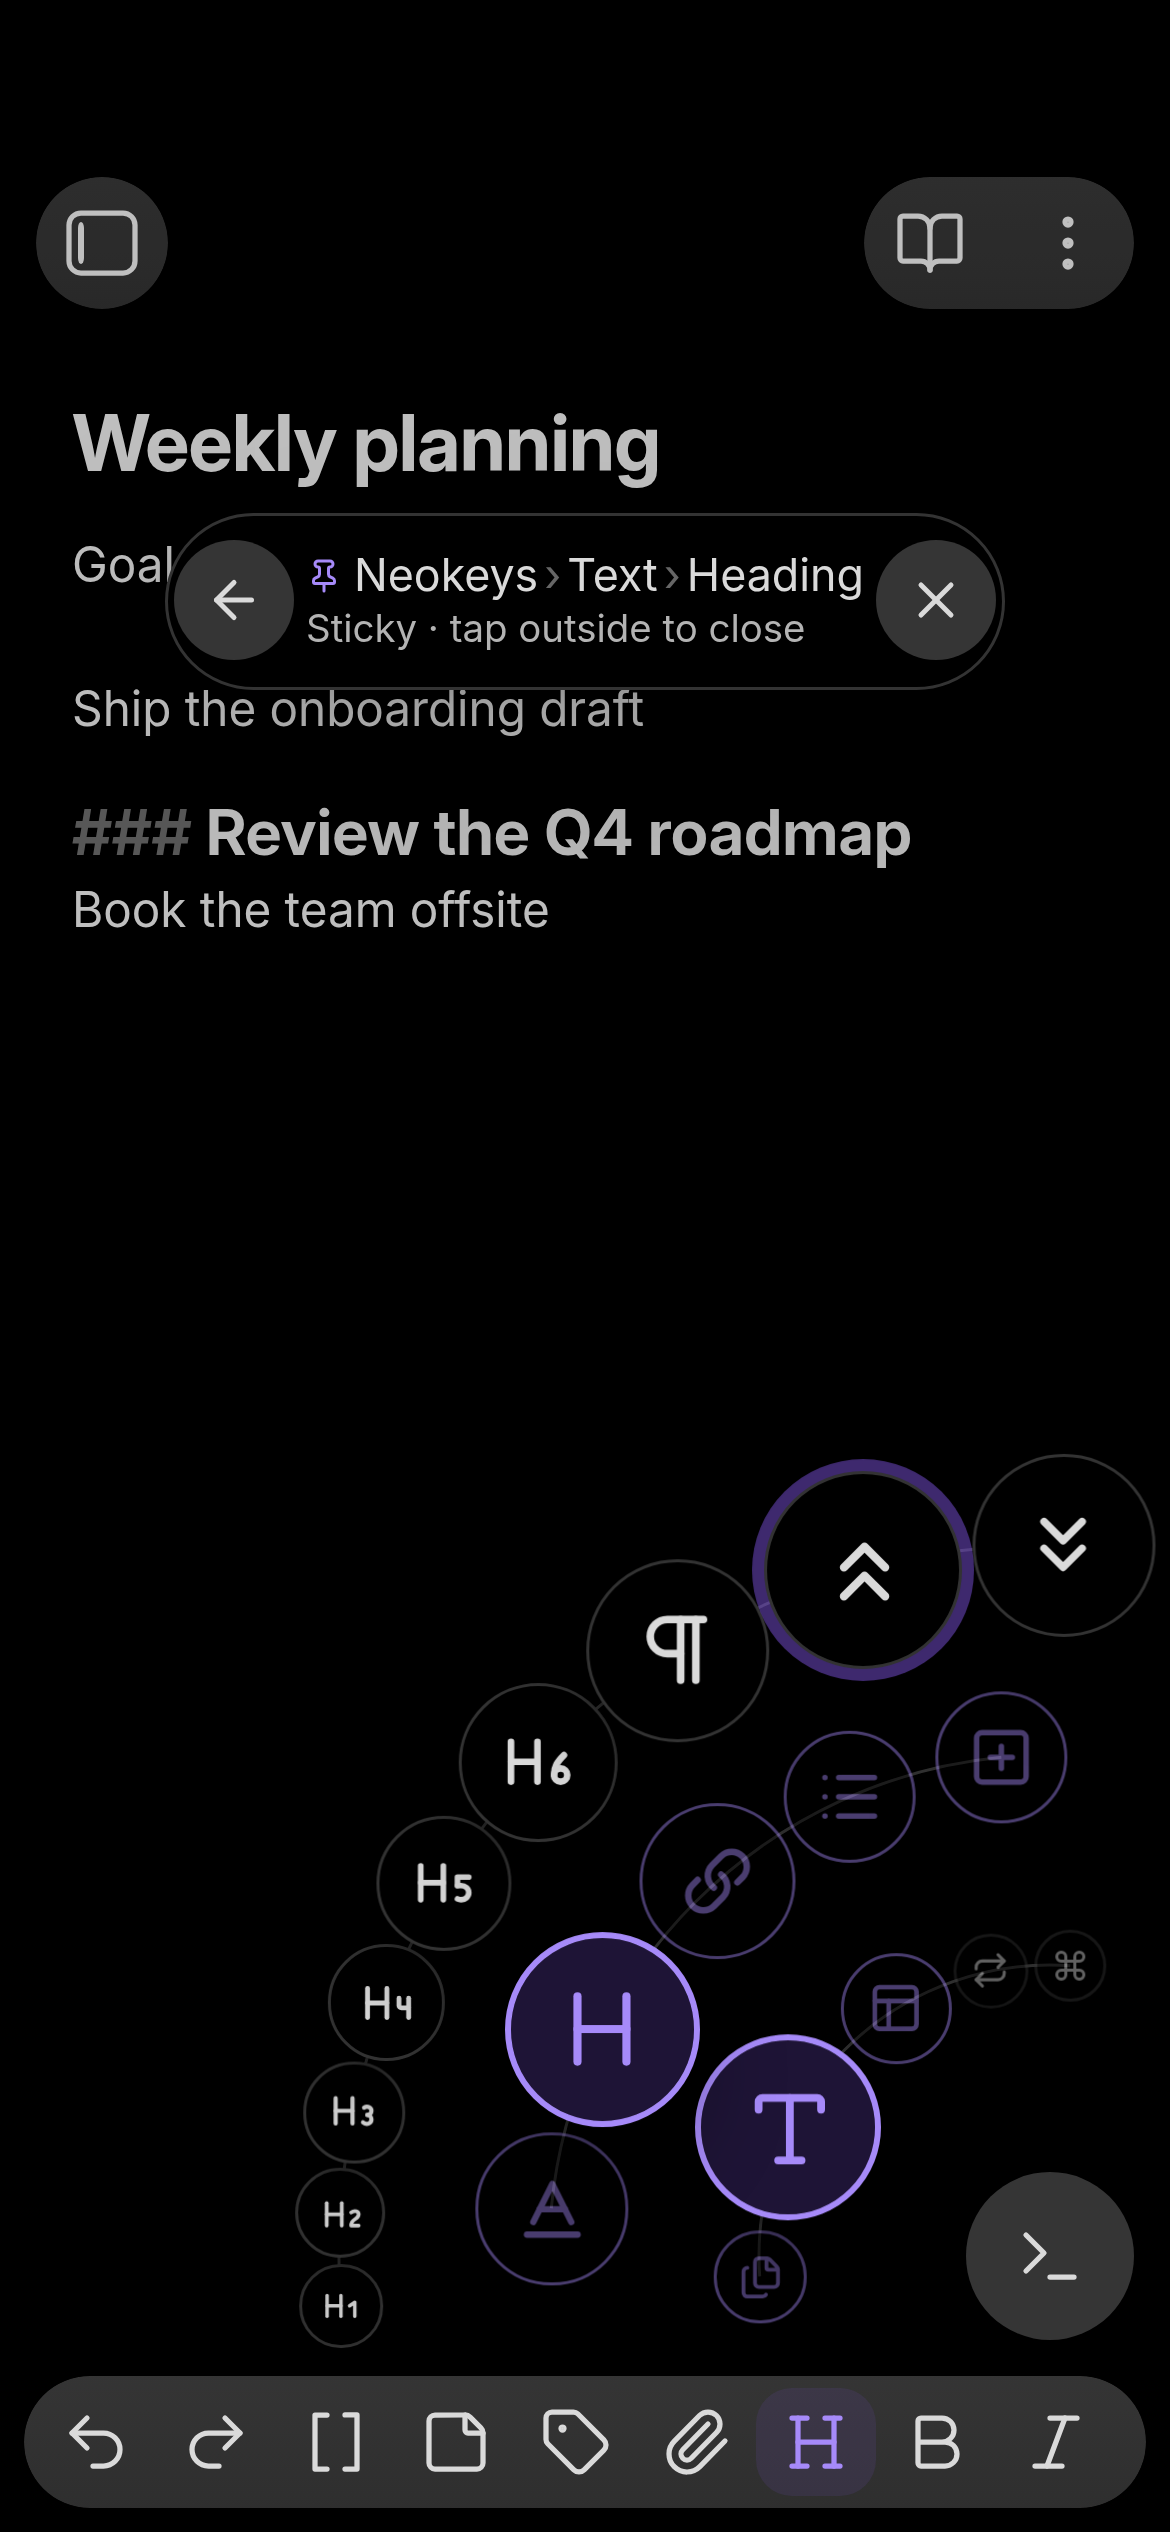 Weekly planning
Goal
Neokeys › Text › Heading
Sticky · tap outside to close
Ship the onboarding draft
### Review the Q4 roadmap
Book the team offsite
¶
H6
H5
H4
H
H3
T
H2
A
H1
H B I